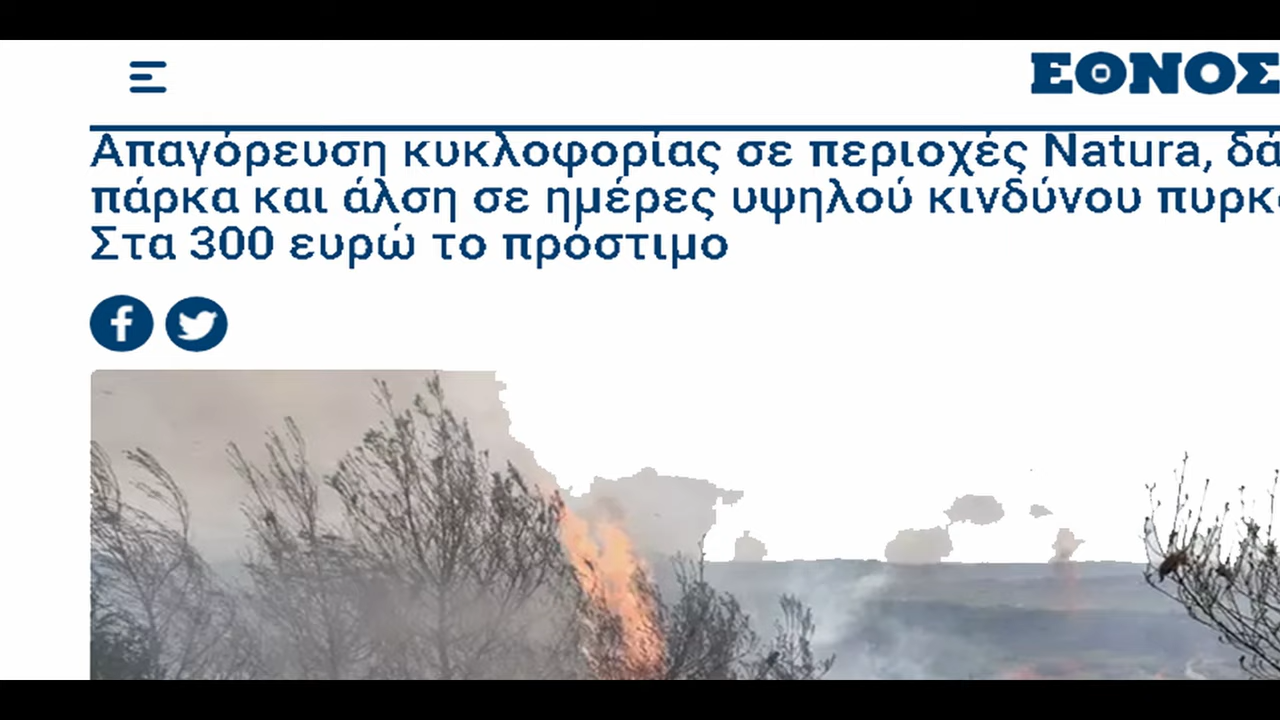 ΕΘΝΟΣ
Απαγόρευση κυκλοφορίας σε περιοχές Natura,
πάρκα και άλση σε ημέρες υψηλού κινδύνου
Στα 300 ευρώ το πρόστιμο